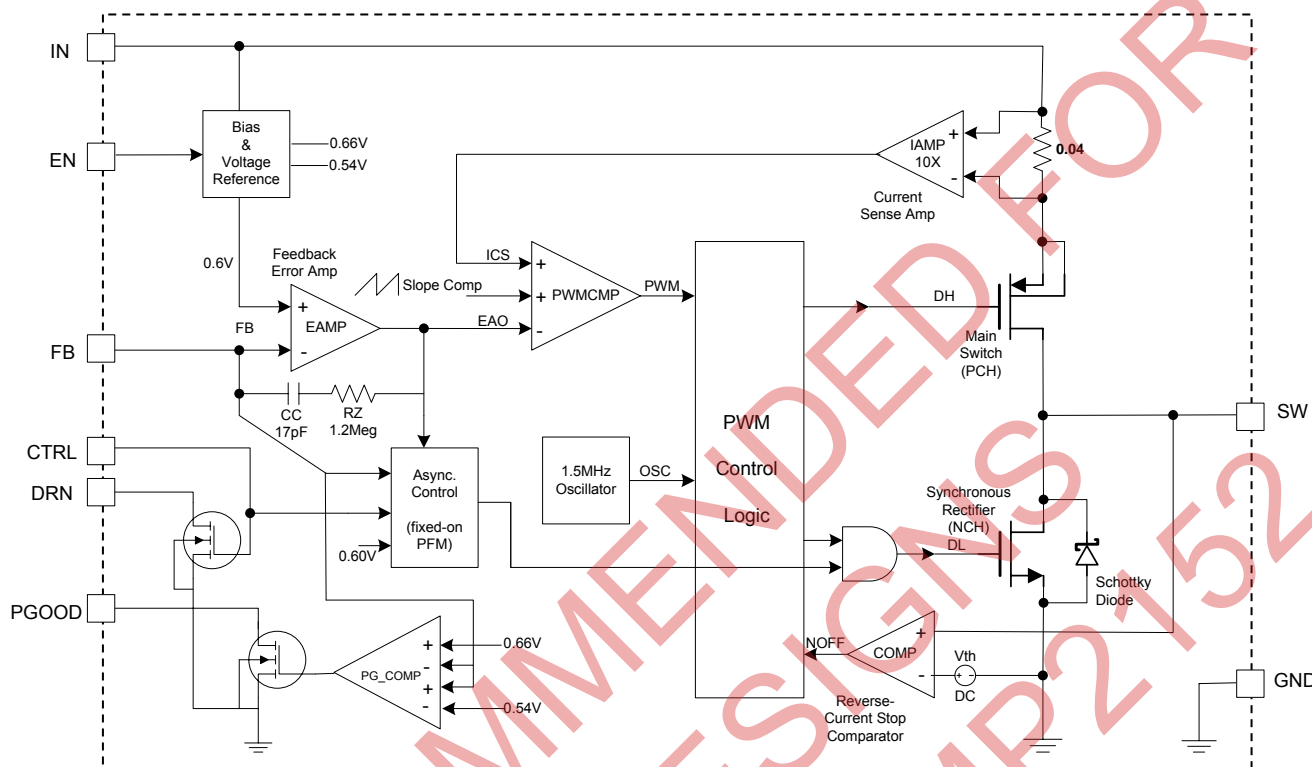 IN
EN
Bias
&
Voltage
Reference
0.66V
0.54V
IAMP
10X
+
-
0.04
Current
Sense Amp
0.6V
Feedback
Error Amp
Slope Comp
ICS
+
+
-
PWMCMP
PWM
EAO
FB
FB
+
-
EAMP
CC
17pF
RZ
1.2Meg
DH
Main
Switch
(PCH)
SW
CTRL
DRN
PGOOD
Async.
Control
(fixed-on
PFM)
0.60V
1.5MHz
Oscillator
OSC
PWM
Control
Logic
Synchronous
Rectifier
(NCH)
DL
Schottky
Diode
NOFF
COMP
+
-
Vth
DC
Reverse-
Current Stop
Comparator
PG_COMP
+
-
+
-
0.66V
0.54V
GND
MMENDED FOR
ESIGNS
MP2152